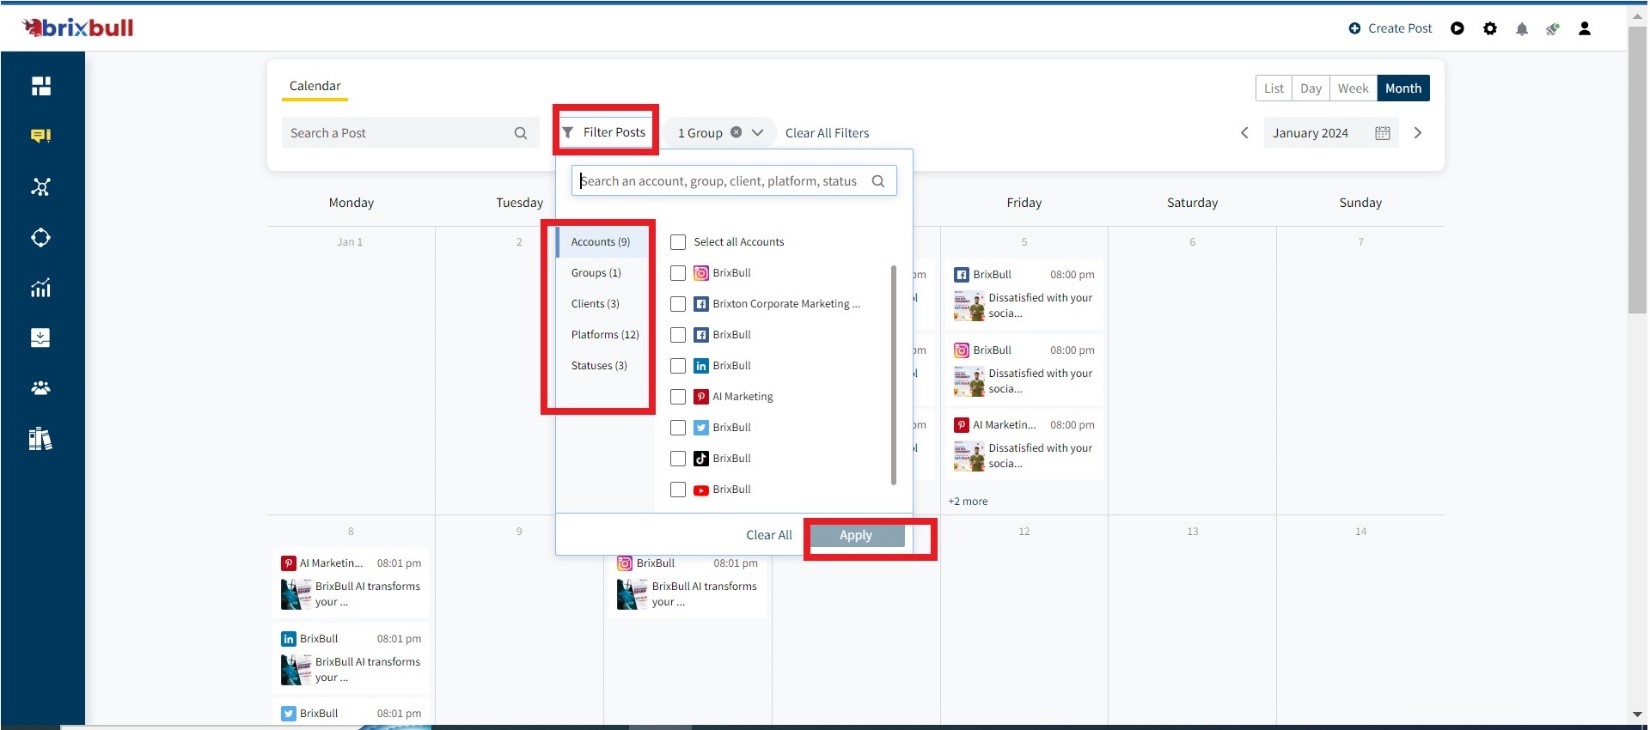 brixbull
Create Post
Calendar
List Day Week Month
Search a Post
Filter Posts
1 Group
Clear All Filters
January 2024
Search an account, group, client, platform, status
Monday
Tuesday
Friday
Saturday
Sunday
Accounts (9)
Groups (1)
Clients (3)
Platforms (12)
Statuses (3)
Select all Accounts
BrixBull
Brixton Corporate Marketing ...
BrixBull
BrixBull
AI Marketing
BrixBull
BrixBull
BrixBull
Clear All
Apply
Jan 1
2
5
6
7
BrixBull 08:00 pm
Dissatisfied with your
socia...
BrixBull 08:00 pm
Dissatisfied with your
socia...
AI Marketin... 08:00 pm
Dissatisfied with your
socia...
+2 more
8
9
12
13
14
AI Marketin... 08:01 pm
BrixBull AI transforms
your ...
BrixBull 08:01 pm
BrixBull AI transforms
your ...
BrixBull 08:01 pm
BrixBull 08:01 pm
BrixBull AI transforms
your ...